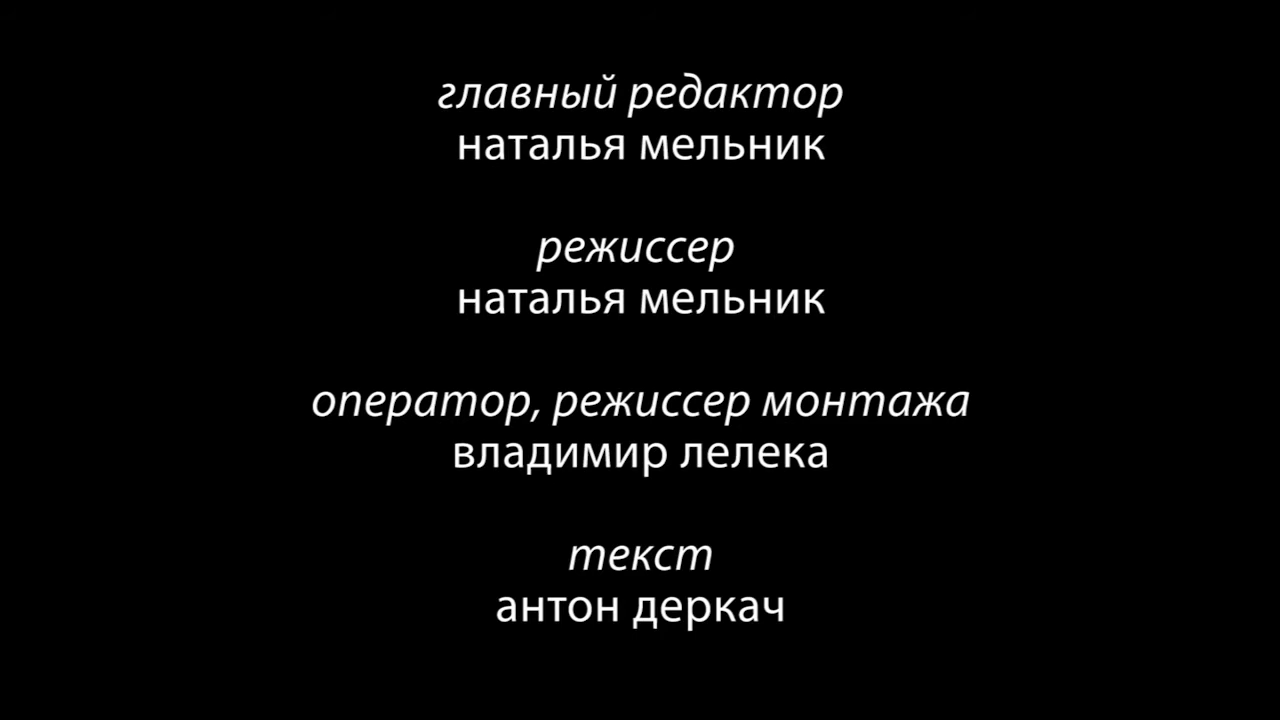 главный редактор
наталья мельник
режиссер
наталья мельник
оператор, режиссер монтажа
владимир лелека
текст
антон деркач